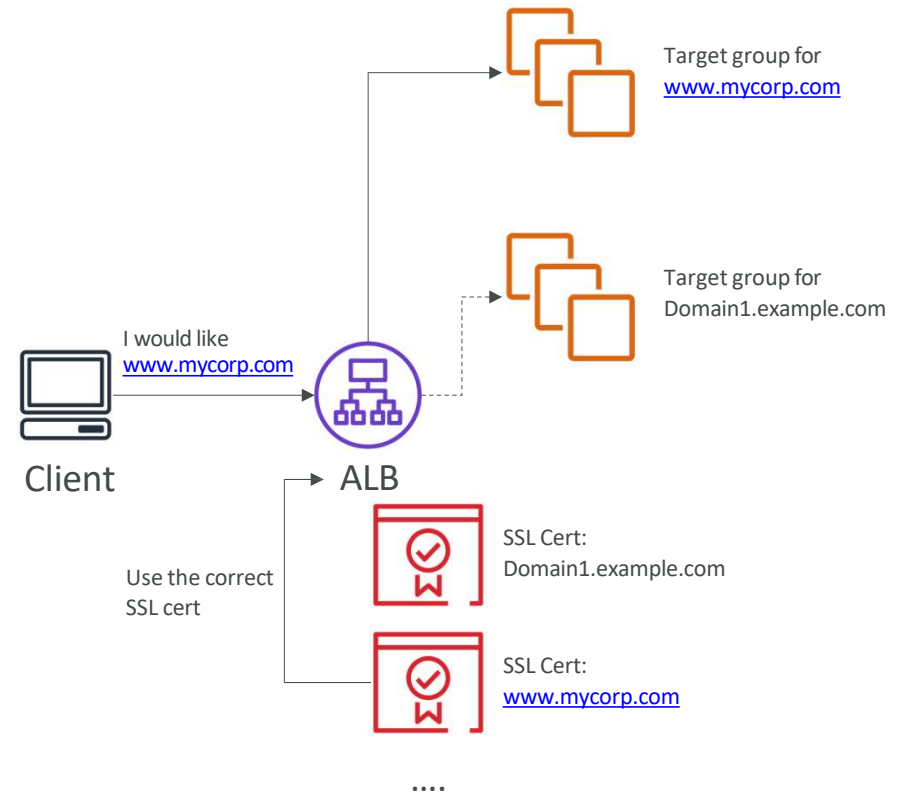 Target group for
www.mycorp.com
Target group for
Domain1.example.com
I would like
www.mycorp.com
Client
ALB
SSL Cert:
Domain1.example.com
Use the correct
SSL cert
SSL Cert:
www.mycorp.com
....